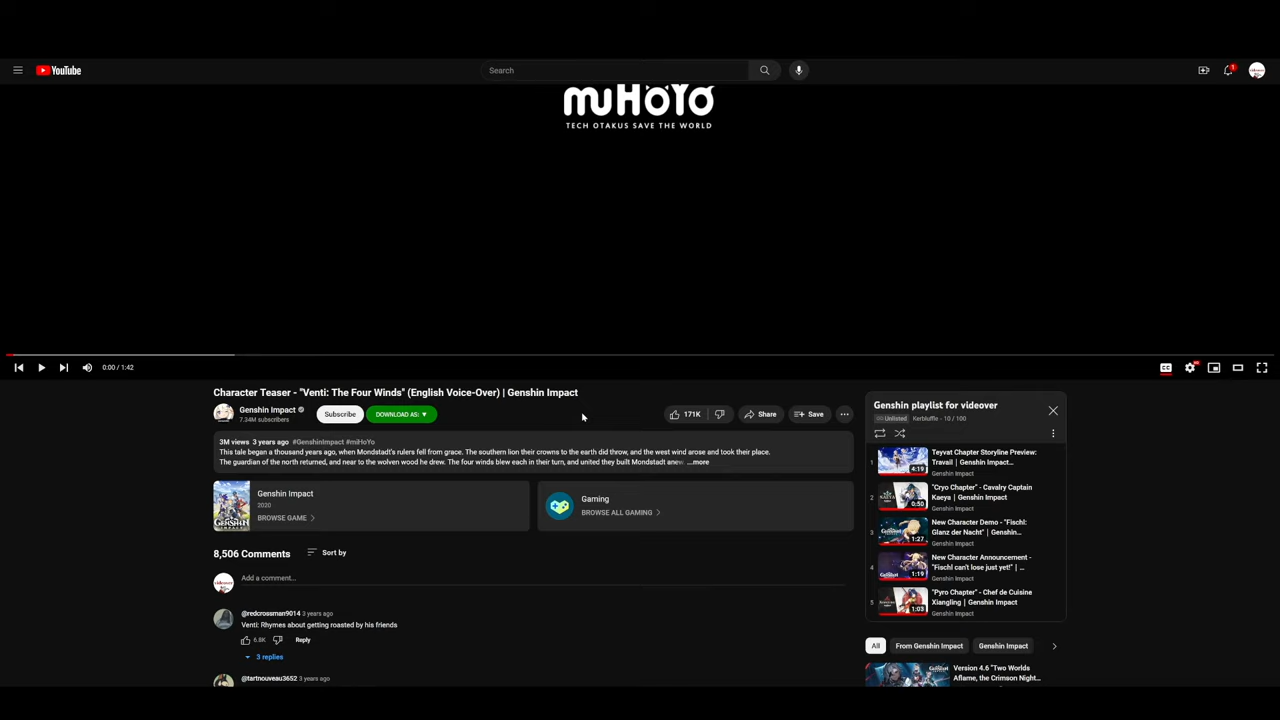 YouTube
Search
1
miHoYo
TECH OTAKUS SAVE THE WORLD
0:00 / 1:42
Character Teaser - "Venti: The Four Winds" (English Voice-Over) | Genshin Impact
Genshin Impact
7.34M subscribers
Subscribe
DOWNLOAD AS: ▼
171K
Share
Save
3M views 3 years ago #GenshinImpact #miHoYo
This tale began a thousand years ago, when Mondstadt's rulers fell from grace. The southern lion their crowns to the earth did throw, and the west wind arose and took their place.
The guardian of the north returned, and near to the wolven wood he drew. The four winds blew each in their turn, and united they built Mondstadt anew. ...more
Genshin Impact
2020
BROWSE GAME
Gaming
BROWSE ALL GAMING
8,506 Comments
Sort by
Add a comment...
@redcrossman9014 3 years ago
Venti: Rhymes about getting roasted by his friends
6.8K
Reply
3 replies
@tartnouveau3652 3 years ago
Genshin playlist for videover
Unlisted Kerbluffle - 10 / 100
1
4:19
Teyvat Chapter Storyline Preview:
Travail | Genshin Impact...
Genshin Impact
2
0:50
"Cryo Chapter" - Cavalry Captain
Kaeya | Genshin Impact
Genshin Impact
3
1:27
New Character Demo - "Fischl:
Glanz der Nacht" | Genshin...
Genshin Impact
4
1:19
New Character Announcement -
"Fischl can't lose just yet!" | ...
Genshin Impact
5
1:03
"Pyro Chapter" - Chef de Cuisine
Xiangling | Genshin Impact
Genshin Impact
All
From Genshin Impact
Genshin Impact
Version 4.6 "Two Worlds
Aflame, the Crimson Night...